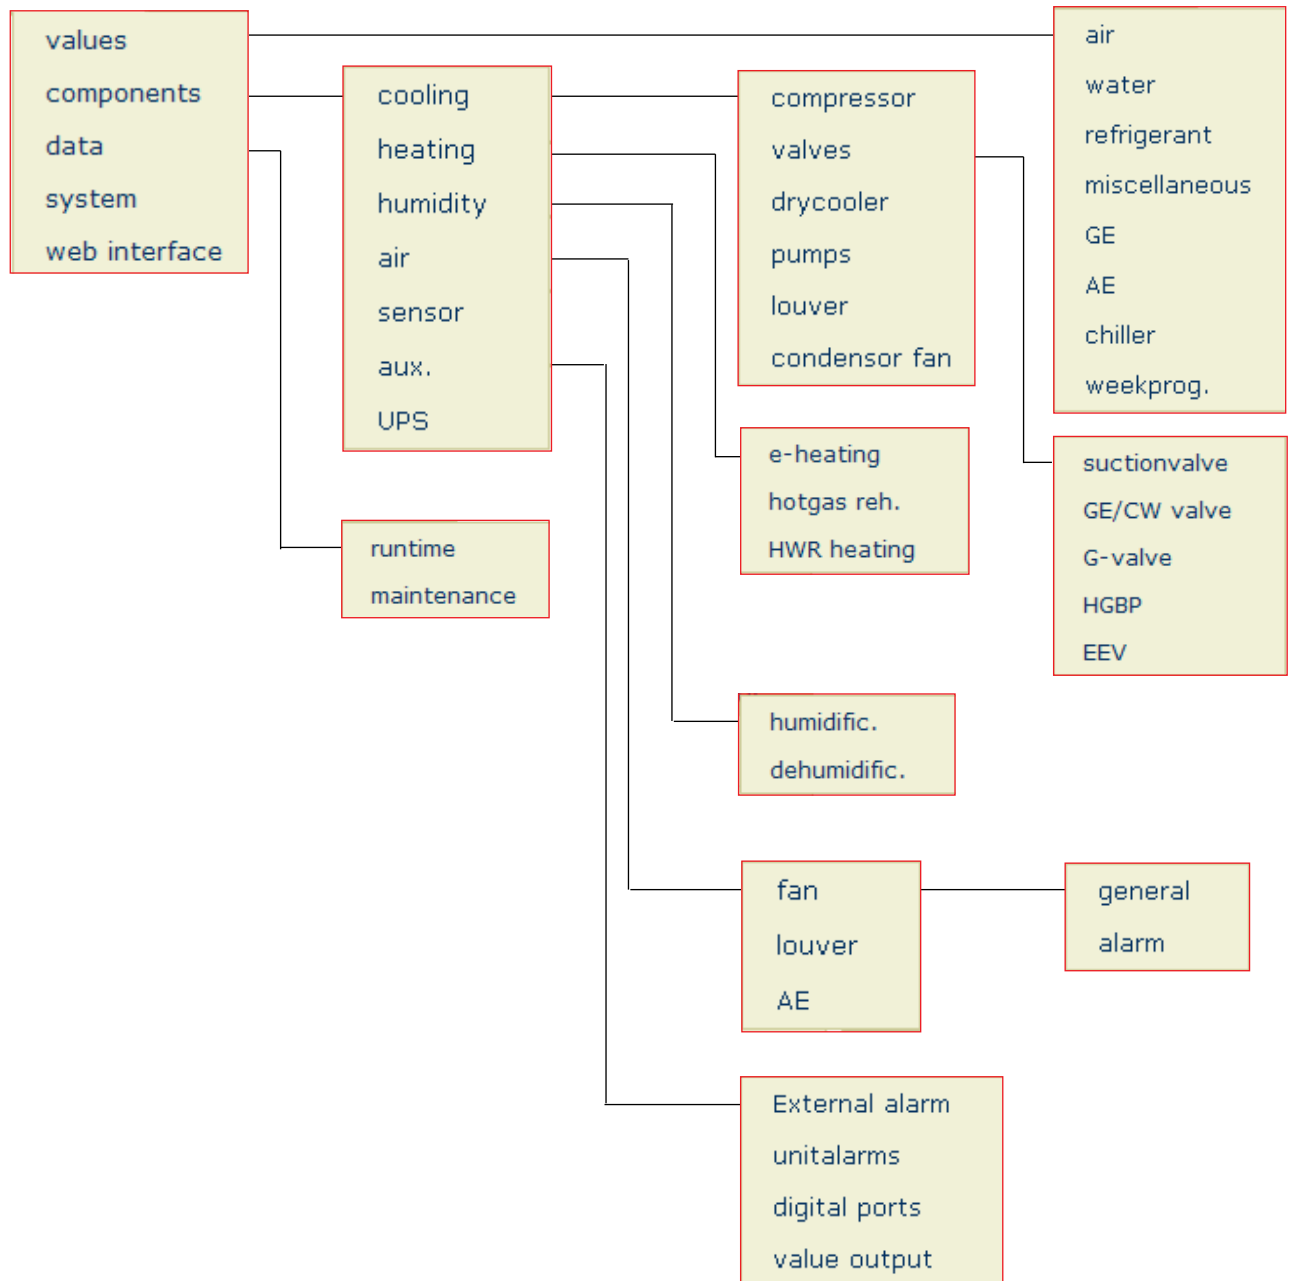 values
components
data
system
web interface
cooling
heating
humidity
air
sensor
aux.
UPS
runtime
maintenance
compressor
valves
drycooler
pumps
louver
condensor fan
e-heating
hotgas reh.
HWR heating
humidific.
dehumidific.
fan
louver
AE
External alarm
unitalarms
digital ports
value output
air
water
refrigerant
miscellaneous
GE
AE
chiller
weekprog.
suctionvalve
GE/CW valve
G-valve
HGBP
EEV
general
alarm